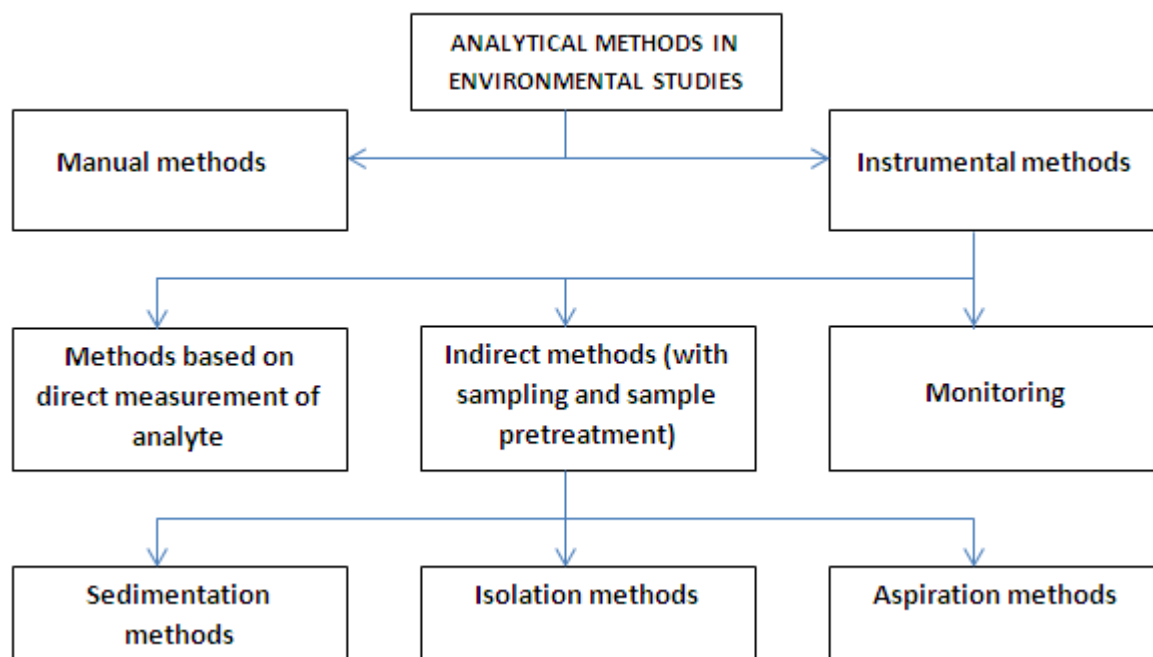 ANALYTICAL METHODS IN
ENVIRONMENTAL STUDIES
Manual methods
Instrumental methods
Methods based on
direct measurement of
analyte
Indirect methods (with
sampling and sample
pretreatment)
Monitoring
Sedimentation
methods
Isolation methods
Aspiration methods